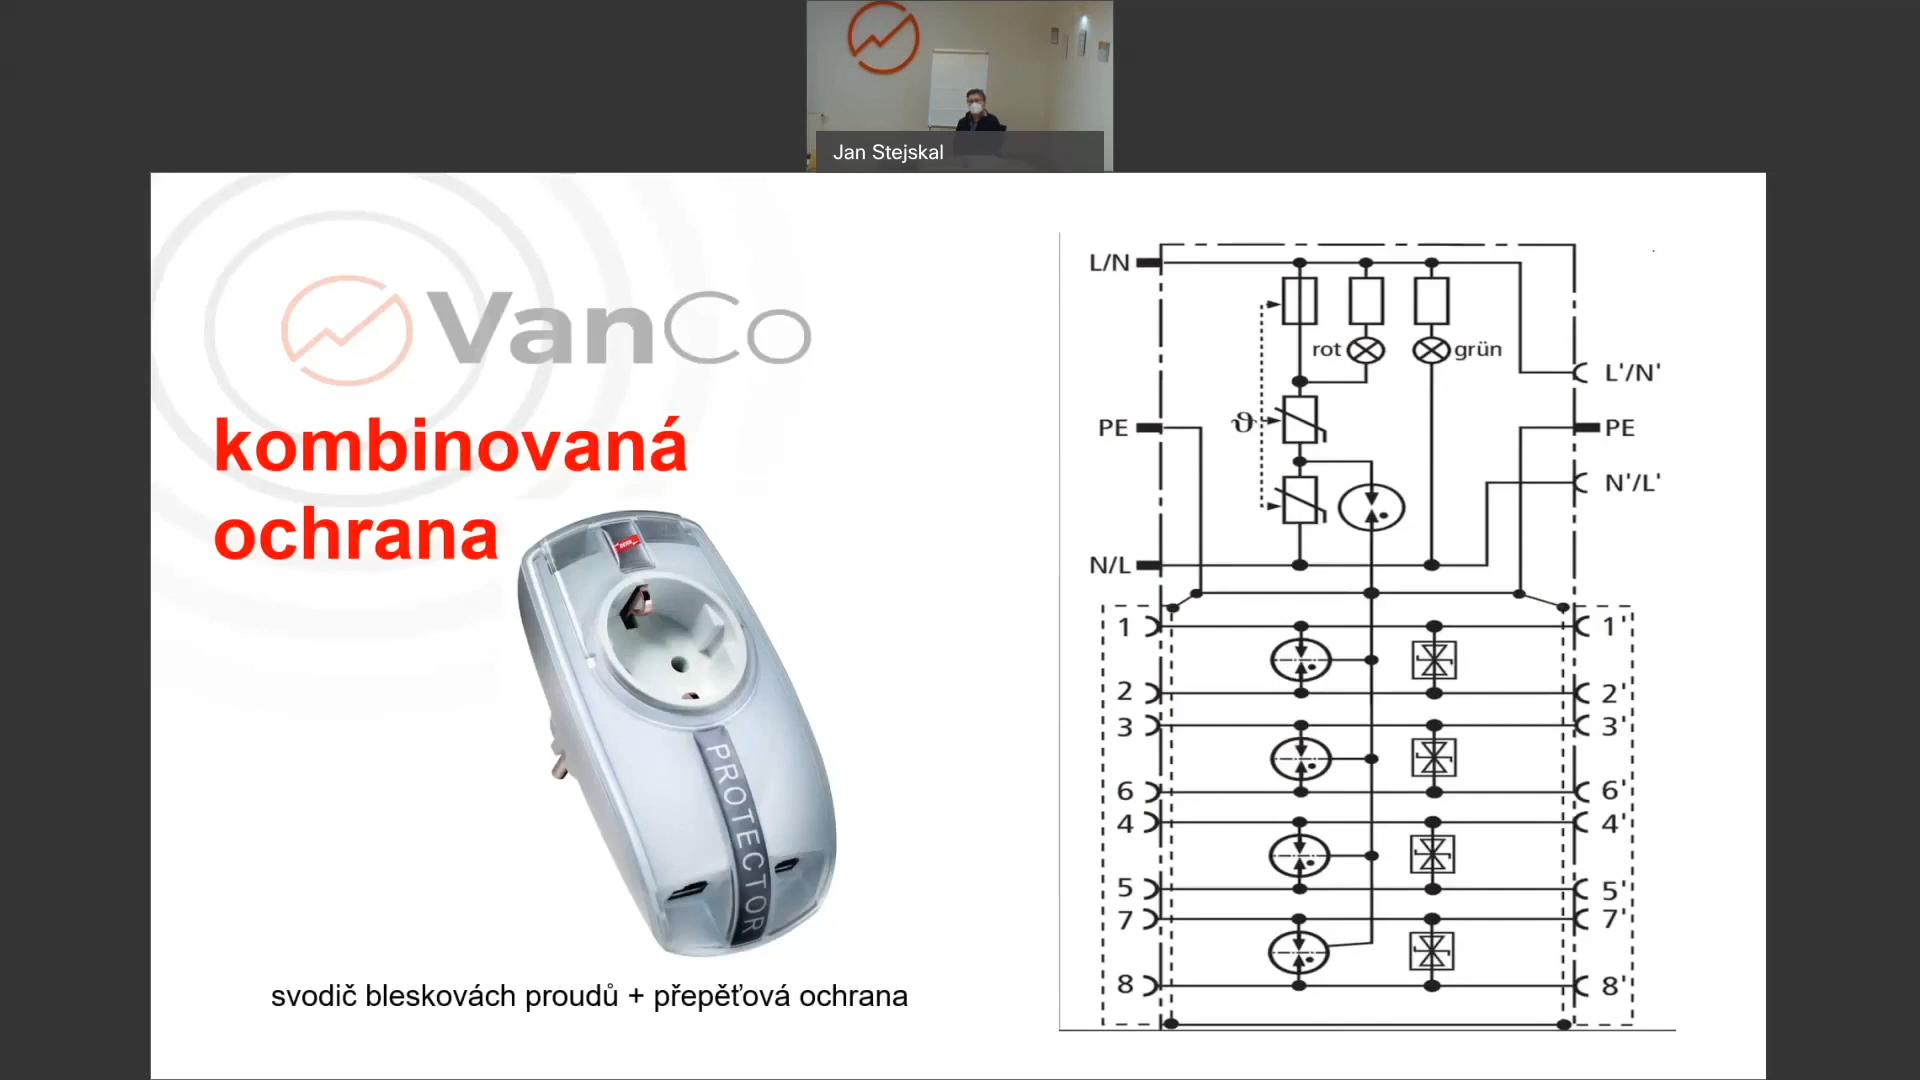 Jan Stejskal
VanCo
kombinovaná
ochrana
PROTECTOR
svodič bleskovách proudů + přepěťová ochrana
L/N
rot
grün
L'/N'
PE
ϑ
PE
N'/L'
N/L
1
1'
2
2'
3
3'
6
6'
4
4'
5
5'
7
7'
8
8'